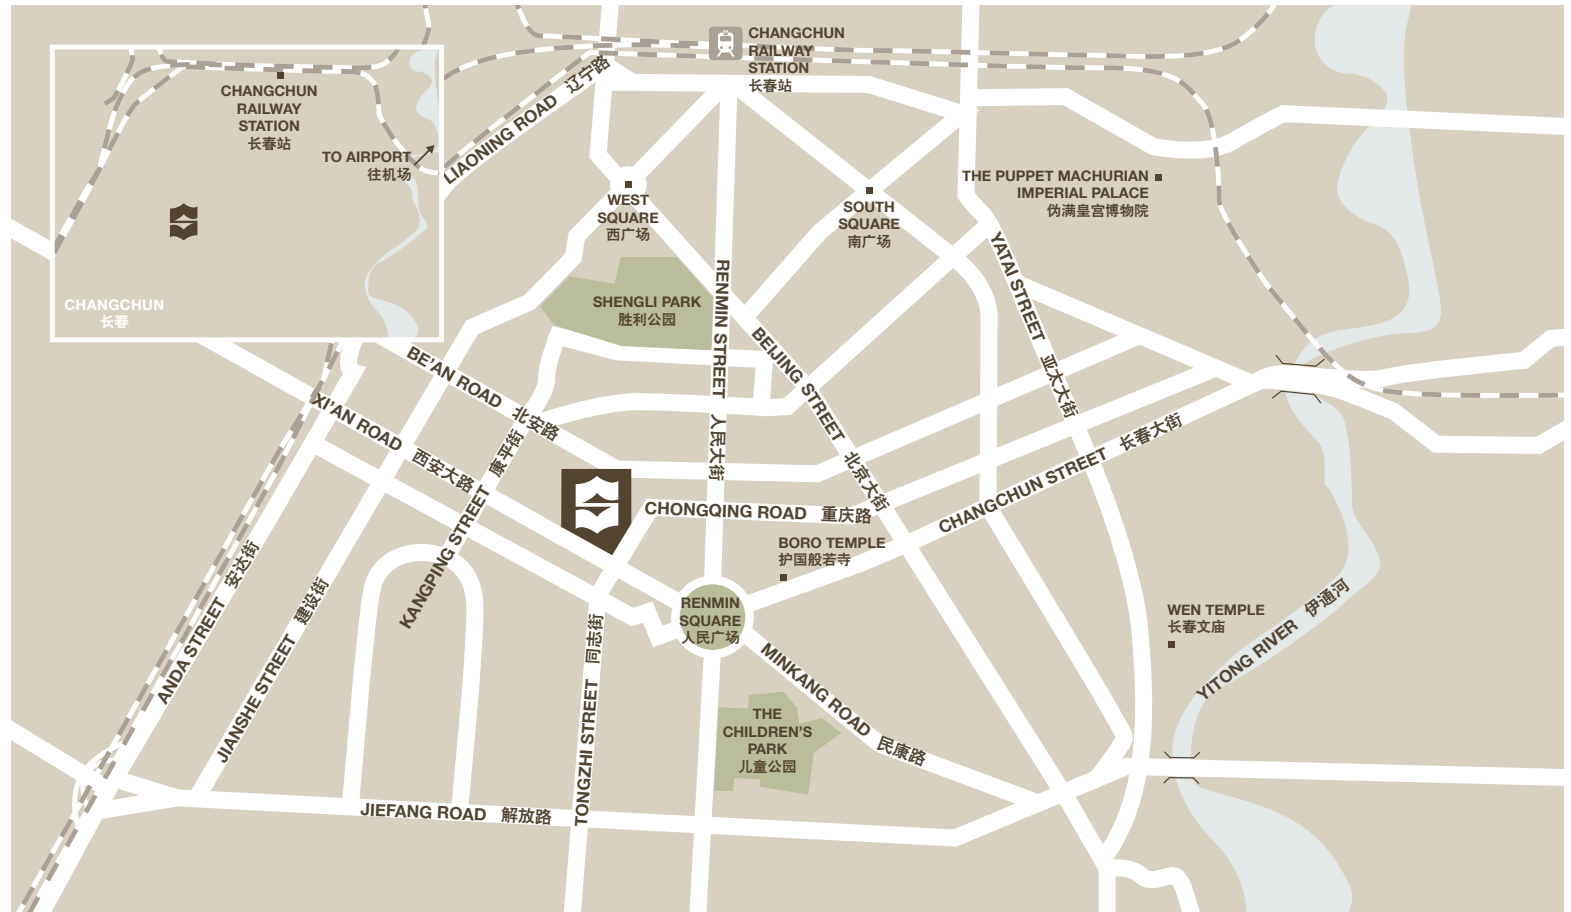 CHANGCHUN
RAILWAY
STATION
长春站
CHANGCHUN
RAILWAY
STATION
长春站
TO AIRPORT
往机场
CHANGCHUN
长春
LIAONING ROAD 辽宁路
WEST
SQUARE
西广场
SOUTH
SQUARE
南广场
THE PUPPET MACHURIAN
IMPERIAL PALACE
伪满皇宫博物院
SHENGLI PARK
胜利公园
RENMIN STREET 人民大街
BEIJING STREET 北京大街
YATAI STREET 亚太大街
BE'AN ROAD 北安路
XI'AN ROAD 西安大路
KANGPING STREET 康平街
CHONGQING ROAD 重庆路
CHANGCHUN STREET 长春大街
BORO TEMPLE
护国般若寺
ANDA STREET 安达街
JIANSHE STREET 建设街
TONGZHI STREET 同志街
RENMIN
SQUARE
人民广场
MINKANG ROAD 民康路
WEN TEMPLE
长春文庙
YITONG RIVER 伊通河
THE
CHILDREN'S
PARK
儿童公园
JIEFANG ROAD 解放路